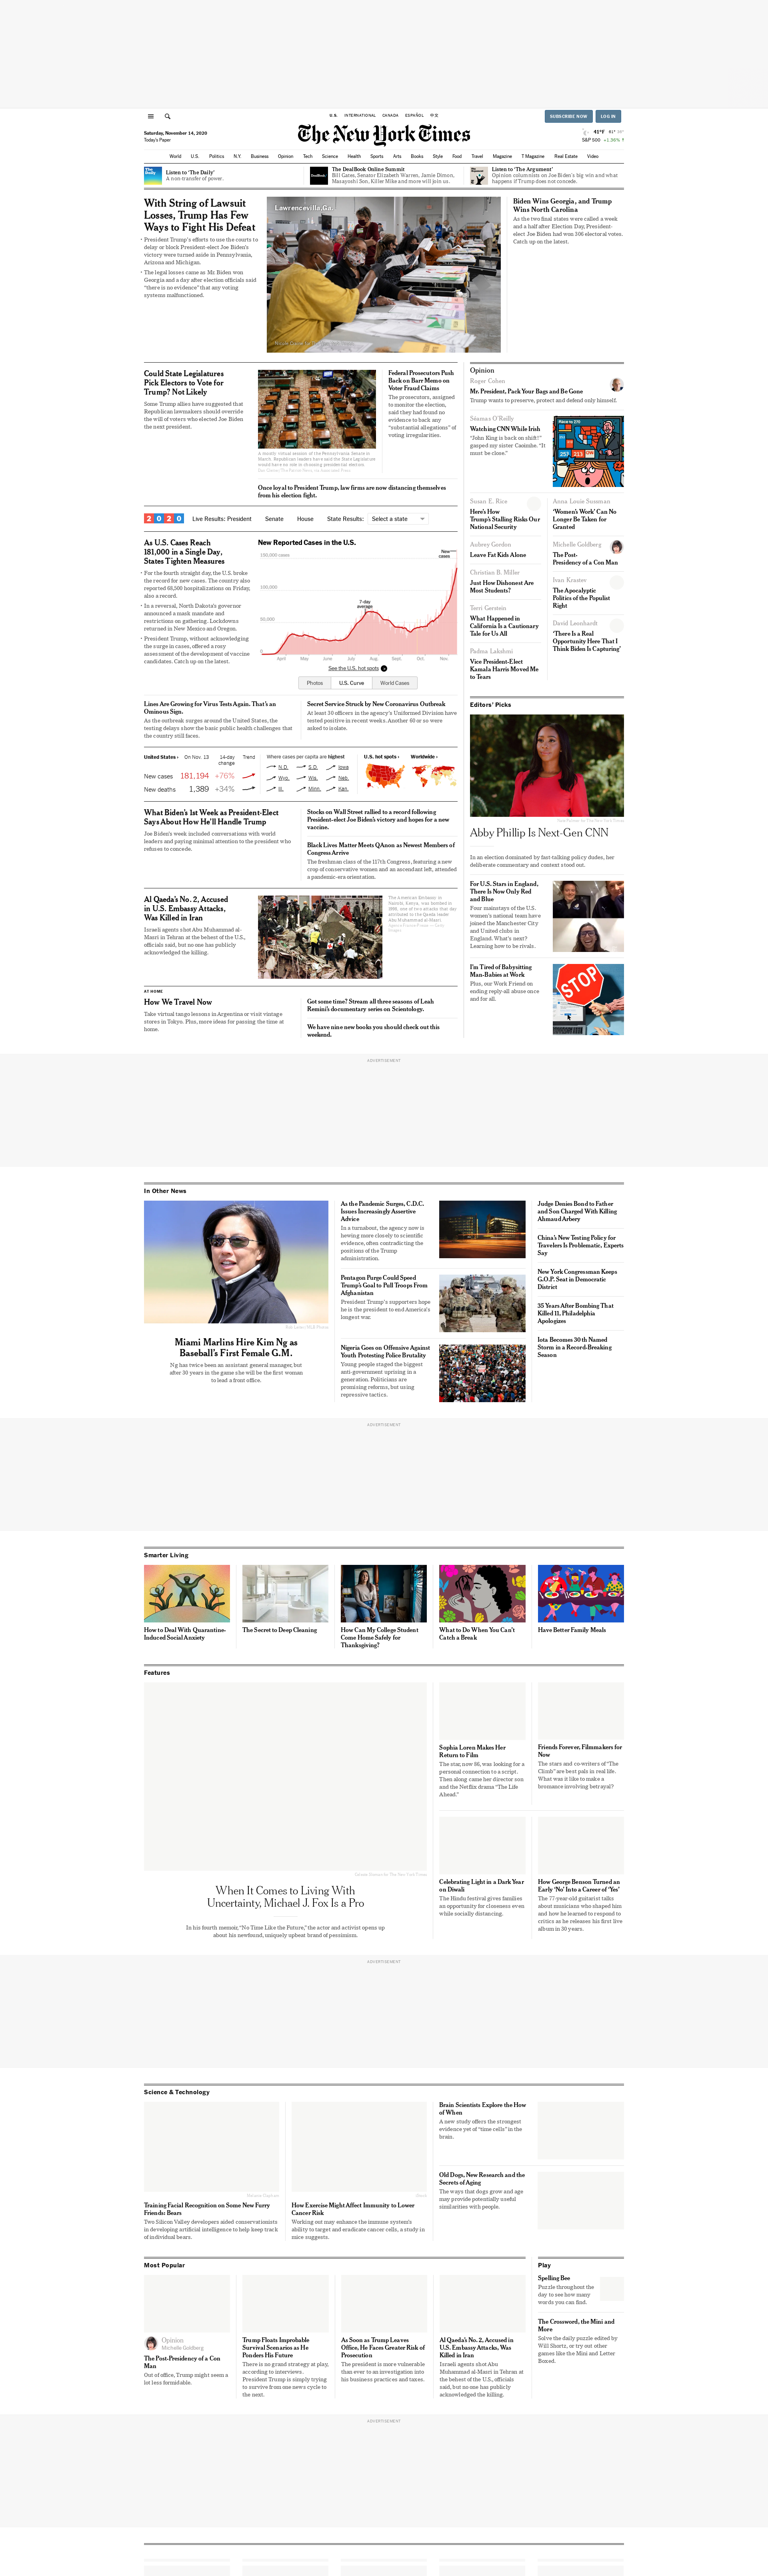 U.S. INTERNATIONAL CANADA ESPAÑOL 中文
SUBSCRIBE NOW
LOG IN
Saturday, November 14, 2020
Today's Paper
The New York Times
41°F
S&P 500 +1.36%
World U.S. Politics N.Y. Business Opinion Tech Science Health Sports Arts Books Style Food Travel Magazine T Magazine Real Estate Video
Listen to 'The Daily'
A non-transfer of power.
The DealBook Online Summit
Bill Gates, Senator Elizabeth Warren, Jamie Dimon,
Masayoshi Son, Killer Mike and more will join us.
Listen to 'The Argument'
Opinion columnists on Joe Biden's big win and what
happens if Trump does not concede.
With String of Lawsuit
Losses, Trump Has Few
Ways to Fight His Defeat
• President Trump's efforts to use the courts to
delay or block President-elect Joe Biden's
victory were turned aside in Pennsylvania,
Arizona and Michigan.
• The legal losses came as Mr. Biden won
Georgia and a day after election officials said
"there is no evidence" that any voting
systems malfunctioned.
Lawrenceville, Ga.
Biden Wins Georgia, and Trump
Wins North Carolina
As the two final states were called a week
and a half after Election Day, President-
elect Joe Biden had won 306 electoral votes.
Catch up on the latest.
Could State Legislatures
Pick Electors to Vote for
Trump? Not Likely
Some Trump allies have suggested that
Republican lawmakers should override
the will of voters who elected Joe Biden
the next president.
A mostly virtual session of the Pennsylvania Senate in
March. Republican leaders have said the State Legislature
would have no role in choosing presidential electors.
Federal Prosecutors Push
Back on Barr Memo on
Voter Fraud Claims
The prosecutors, assigned
to monitor the election,
said they had found no
evidence to back any
"substantial allegations" of
voting irregularities.
Once loyal to President Trump, law firms are now distancing themselves
from his election fight.
2020 Live Results: President Senate House State Results: Select a state
As U.S. Cases Reach
181,000 in a Single Day,
States Tighten Measures
• For the fourth straight day, the U.S. broke
the record for new cases. The country also
reported 68,500 hospitalizations on Friday,
also a record.
• In a reversal, North Dakota's governor
announced a mask mandate and
restrictions on gathering. Lockdowns
returned in New Mexico and Oregon.
• President Trump, without acknowledging
the surge in cases, offered a rosy
assessment of the development of vaccine
candidates. Catch up on the latest.
New Reported Cases in the U.S.
150,000 cases
100,000
50,000
0
New
cases
7-day
average
April May June July Aug. Sept. Oct. Nov.
See the U.S. hot spots
Photos U.S. Curve World Cases
Lines Are Growing for Virus Tests Again. That's an
Ominous Sign.
As the outbreak surges around the United States, the
testing delays show the basic public health challenges that
the country still faces.
Secret Service Struck by New Coronavirus Outbreak
At least 30 officers in the agency's Uniformed Division have
tested positive in recent weeks. Another 60 or so were
asked to isolate.
United States › On Nov. 13 14-day
change Trend
New cases 181,194 +76%
New deaths 1,389 +34%
Where cases per capita are highest
N.D. S.D. Iowa
Wyo. Wis. Neb.
Ill. Minn. Kan.
U.S. hot spots › Worldwide ›
What Biden's 1st Week as President-Elect
Says About How He'll Handle Trump
Joe Biden's week included conversations with world
leaders and paying minimal attention to the president who
refuses to concede.
Stocks on Wall Street rallied to a record following
President-elect Joe Biden's victory and hopes for a new
vaccine.
Black Lives Matter Meets QAnon as Newest Members of
Congress Arrive
The freshman class of the 117th Congress, featuring a new
crop of conservative women and an ascendant left, attended
a pandemic-era orientation.
Al Qaeda's No. 2, Accused
in U.S. Embassy Attacks,
Was Killed in Iran
Israeli agents shot Abu Muhammad al-
Masri in Tehran at the behest of the U.S.,
officials said, but no one has publicly
acknowledged the killing.
The American Embassy in
Nairobi, Kenya, was bombed in
1998, one of two attacks that day
attributed to the Qaeda leader
Abu Muhammad al-Masri.
AT HOME
How We Travel Now
Take virtual tango lessons in Argentina or visit vintage
stores in Tokyo. Plus, more ideas for passing the time at
home.
Got some time? Stream all three seasons of Leah
Remini's documentary series on Scientology.
We have nine new books you should check out this
weekend.
Opinion
Roger Cohen
Mr. President, Pack Your Bags and Be Gone
Trump wants to preserve, protect and defend only himself.
Séamas O'Reilly
Watching CNN While Irish
"John King is back on shift!"
gasped my sister Caoimhe. "It
must be close."
Susan E. Rice
Here's How
Trump's Stalling Risks Our
National Security
Anna Louie Sussman
'Women's Work' Can No
Longer Be Taken for
Granted
Aubrey Gordon
Leave Fat Kids Alone
Michelle Goldberg
The Post-
Presidency of a Con Man
Christian B. Miller
Just How Dishonest Are
Most Students?
Ivan Krastev
The Apocalyptic
Politics of the Populist
Right
Terri Gerstein
What Happened in
California Is a Cautionary
Tale for Us All
David Leonhardt
'There Is a Real
Opportunity Here That I
Think Biden Is Capturing'
Padma Lakshmi
Vice President-Elect
Kamala Harris Moved Me
to Tears
Editors' Picks
Abby Phillip Is Next-Gen CNN
In an election dominated by fast-talking policy dudes, her
deliberate commentary and content stood out.
For U.S. Stars in England,
There Is Now Only Red
and Blue
Four mainstays of the U.S.
women's national team have
joined the Manchester City
and United clubs in
England. What's next?
Learning how to be rivals.
I'm Tired of Babysitting
Man-Babies at Work
Plus, our Work Friend on
ending reply-all abuse once
and for all.
STOP
ADVERTISEMENT
In Other News
Miami Marlins Hire Kim Ng as
Baseball's First Female G.M.
Ng has twice been an assistant general manager, but
after 30 years in the game she will be the first woman
to lead a front office.
As the Pandemic Surges, C.D.C.
Issues Increasingly Assertive
Advice
In a turnabout, the agency now is
hewing more closely to scientific
evidence, often contradicting the
positions of the Trump
administration.
Pentagon Purge Could Speed
Trump's Goal to Pull Troops From
Afghanistan
President Trump's supporters hope
he is the president to end America's
longest war.
Nigeria Goes on Offensive Against
Youth Protesting Police Brutality
Young people staged the biggest
anti-government uprising in a
generation. Politicians are
promising reforms, but using
repressive tactics.
Judge Denies Bond to Father
and Son Charged With Killing
Ahmaud Arbery
China's New Testing Policy for
Travelers Is Problematic, Experts
Say
New York Congressman Keeps
G.O.P. Seat in Democratic
District
35 Years After Bombing That
Killed 11, Philadelphia
Apologizes
Iota Becomes 30th Named
Storm in a Record-Breaking
Season
ADVERTISEMENT
Smarter Living
How to Deal With Quarantine-
Induced Social Anxiety
The Secret to Deep Cleaning
How Can My College Student
Come Home Safely for
Thanksgiving?
What to Do When You Can't
Catch a Break
Have Better Family Meals
Features
When It Comes to Living With
Uncertainty, Michael J. Fox Is a Pro
In his fourth memoir, "No Time Like the Future," the actor and activist opens up
about his newfound, uniquely upbeat brand of pessimism.
Sophia Loren Makes Her
Return to Film
The star, now 86, was looking for a
personal connection to a script.
Then along came her director son
and the Netflix drama "The Life
Ahead."
Friends Forever, Filmmakers for
Now
The stars and co-writers of "The
Climb" are best pals in real life.
What was it like to make a
bromance involving betrayal?
Celebrating Light in a Dark Year
on Diwali
The Hindu festival gives families
an opportunity for closeness even
while socially distancing.
How George Benson Turned an
Early 'No' Into a Career of 'Yes'
The 77-year-old guitarist talks
about musicians who shaped him
and how he learned to respond to
critics as he releases his first live
album in 30 years.
ADVERTISEMENT
Science & Technology
Training Facial Recognition on Some New Furry
Friends: Bears
Two Silicon Valley developers aided conservationists
in developing artificial intelligence to help keep track
of individual bears.
How Exercise Might Affect Immunity to Lower
Cancer Risk
Working out may enhance the immune system's
ability to target and eradicate cancer cells, a study in
mice suggests.
Brain Scientists Explore the How
of When
A new study offers the strongest
evidence yet of "time cells" in the
brain.
Old Dogs, New Research and the
Secrets of Aging
The ways that dogs grow and age
may provide potentially useful
similarities with people.
Most Popular
Opinion
Michelle Goldberg
The Post-Presidency of a Con
Man
Out of office, Trump might seem a
lot less formidable.
Trump Floats Improbable
Survival Scenarios as He
Ponders His Future
There is no grand strategy at play,
according to interviews.
President Trump is simply trying
to survive from one news cycle to
the next.
As Soon as Trump Leaves
Office, He Faces Greater Risk of
Prosecution
The president is more vulnerable
than ever to an investigation into
his business practices and taxes.
Al Qaeda's No. 2, Accused in
U.S. Embassy Attacks, Was
Killed in Iran
Israeli agents shot Abu
Muhammad al-Masri in Tehran at
the behest of the U.S., officials
said, but no one has publicly
acknowledged the killing.
Play
Spelling Bee
Puzzle throughout the
day to see how many
words you can find.
The Crossword, the Mini and
More
Solve the daily puzzle edited by
Will Shortz, or try out other
games like the Mini and Letter
Boxed.
ADVERTISEMENT